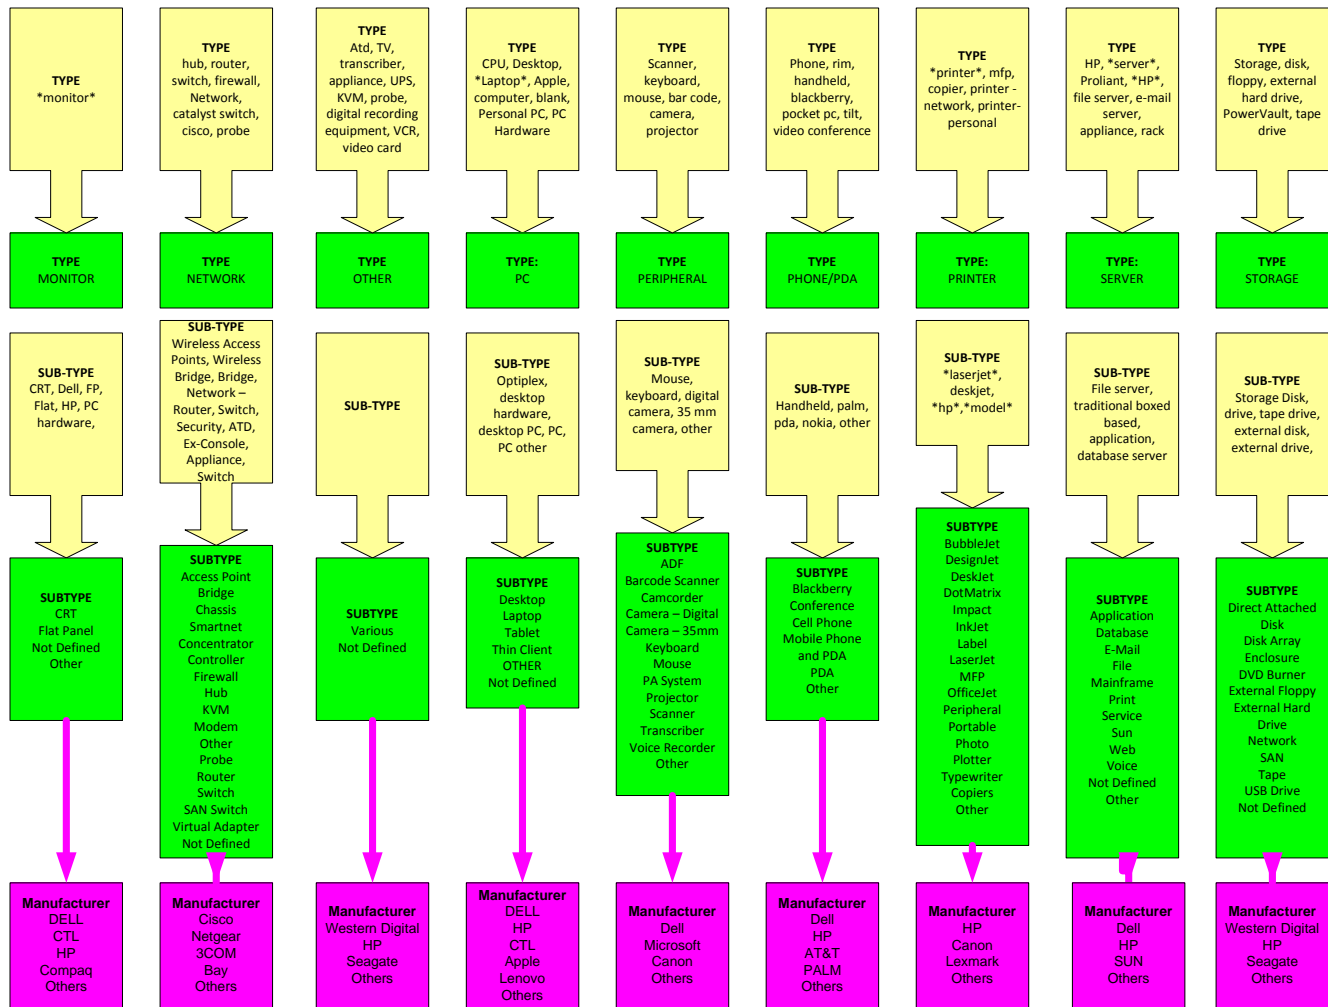 TYPE
*monitor*
TYPE
hub, router,
switch, firewall,
Network,
catalyst switch,
cisco, probe
TYPE
Atd, TV,
transcriber,
appliance, UPS,
KVM, probe,
digital recording
equipment, VCR,
video card
TYPE
CPU, Desktop,
*Laptop*, Apple,
computer, blank,
Personal PC, PC
Hardware
TYPE
Scanner,
keyboard,
mouse, bar code,
camera,
projector
TYPE
Phone, rim,
handheld,
blackberry,
pocket pc, tilt,
video conference
TYPE
*printer*, mfp,
copier, printer -
network, printer-
personal
TYPE
HP, *server*,
Proliant, *HP*,
file server, e-mail
server,
appliance, rack
TYPE
Storage, disk,
floppy, external
hard drive,
PowerVault, tape
drive
TYPE
MONITOR
TYPE
NETWORK
TYPE
OTHER
TYPE:
PC
TYPE
PERIPHERAL
TYPE
PHONE/PDA
TYPE:
PRINTER
TYPE:
SERVER
TYPE
STORAGE
SUB-TYPE
CRT, Dell, FP,
Flat, HP, PC
hardware,
SUB-TYPE
Wireless Access
Points, Wireless
Bridge, Bridge,
Network –
Router, Switch,
Security, ATD,
Ex-Console,
Appliance,
Switch
SUB-TYPE
SUB-TYPE
Optiplex,
desktop
hardware,
desktop PC, PC,
PC other
SUB-TYPE
Mouse,
keyboard, digital
camera, 35 mm
camera, other
SUB-TYPE
Handheld, palm,
pda, nokia, other
SUB-TYPE
*laserjet*,
deskjet,
*hp*,*model*
SUB-TYPE
File server,
traditional boxed
based,
application,
database server
SUB-TYPE
Storage Disk,
drive, tape drive,
external disk,
external drive,
SUBTYPE
CRT
Flat Panel
Not Defined
Other
SUBTYPE
Access Point
Bridge
Chassis
Smartnet
Concentrator
Controller
Firewall
Hub
KVM
Modem
Other
Probe
Router
Switch
SAN Switch
Virtual Adapter
Not Defined
SUBTYPE
Various
Not Defined
SUBTYPE
Desktop
Laptop
Tablet
Thin Client
OTHER
Not Defined
SUBTYPE
ADF
Barcode Scanner
Camcorder
Camera – Digital
Camera – 35mm
Keyboard
Mouse
PA System
Projector
Scanner
Transcriber
Voice Recorder
Other
SUBTYPE
Blackberry
Conference
Cell Phone
Mobile Phone
and PDA
PDA
Other
SUBTYPE
BubbleJet
DesignJet
DeskJet
DotMatrix
Impact
InkJet
Label
LaserJet
MFP
OfficeJet
Peripheral
Portable
Photo
Plotter
Typewriter
Copiers
Other
SUBTYPE
Application
Database
E-Mail
File
Mainframe
Print
Service
Sun
Web
Voice
Not Defined
Other
SUBTYPE
Direct Attached
Disk
Disk Array
Enclosure
DVD Burner
External Floppy
External Hard
Drive
Network
SAN
Tape
USB Drive
Not Defined
Manufacturer
DELL
CTL
HP
Compaq
Others
Manufacturer
Cisco
Netgear
3COM
Bay
Others
Manufacturer
Western Digital
HP
Seagate
Others
Manufacturer
DELL
HP
CTL
Apple
Lenovo
Others
Manufacturer
Dell
Microsoft
Canon
Others
Manufacturer
Dell
HP
AT&T
PALM
Others
Manufacturer
HP
Canon
Lexmark
Others
Manufacturer
Dell
HP
SUN
Others
Manufacturer
Western Digital
HP
Seagate
Others